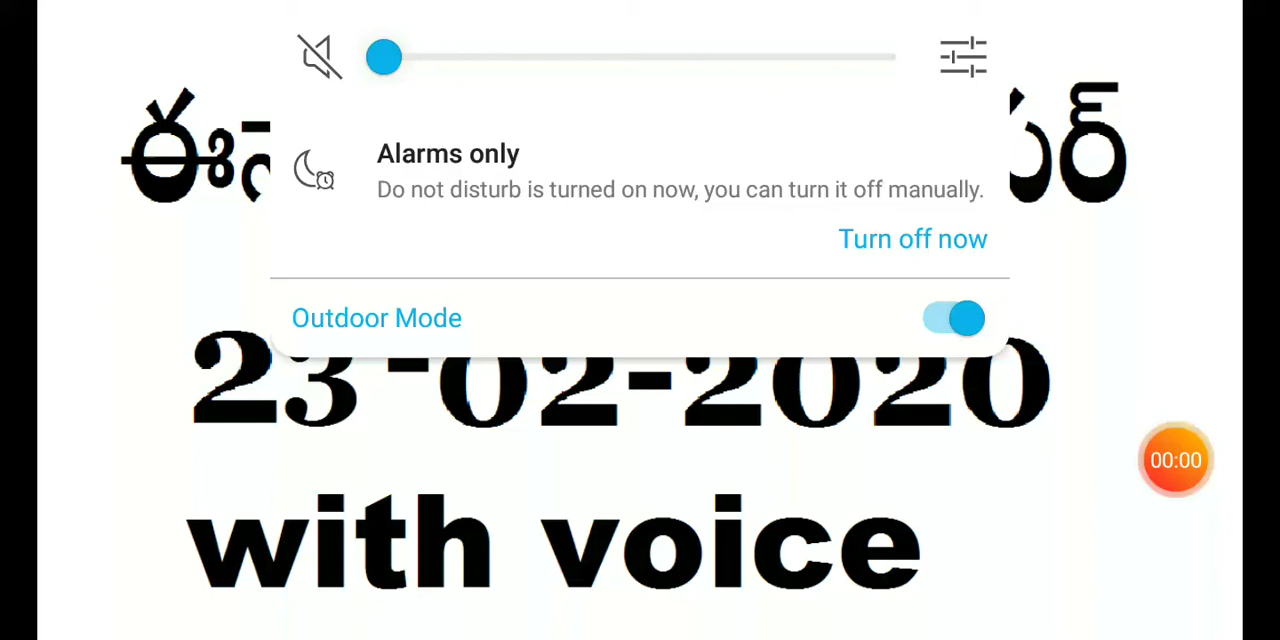 Alarms only
Do not disturb is turned on now, you can turn it off manually.
Turn off now
Outdoor Mode
23-02-2020
00:00
with voice